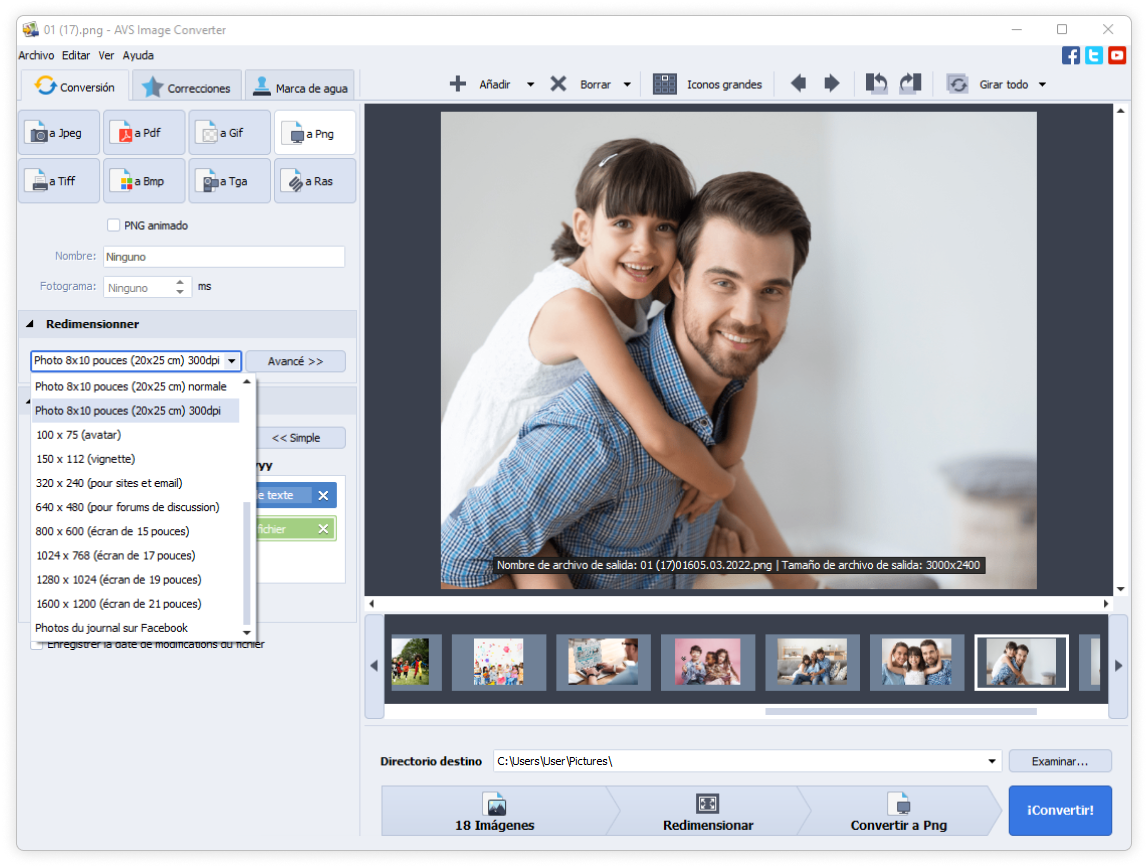 01 (17).png - AVS Image Converter
Archivo Editar Ver Ayuda
Conversión
Correcciones
Marca de agua
Añadir
Borrar
Iconos grandes
Girar todo
a Jpeg
a Pdf
a Gif
a Png
a Tiff
a Bmp
a Tga
a Ras
PNG animado
Nombre: Ninguno
Fotograma: Ninguno ms
Redimensionner
Photo 8x10 pouces (20x25 cm) 300dpi
Avancé >>
Photo 8x10 pouces (20x25 cm) normale
Photo 8x10 pouces (20x25 cm) 300dpi
100 x 75 (avatar)
150 x 112 (vignette)
320 x 240 (pour sites et email)
640 x 480 (pour forums de discussion)
800 x 600 (écran de 15 pouces)
1024 x 768 (écran de 17 pouces)
1280 x 1024 (écran de 19 pouces)
1600 x 1200 (écran de 21 pouces)
Photos du journal sur Facebook
<< Simple
yyy
e texte
fichier
Enregistrer la date de modifications du fichier
Nombre de archivo de salida: 01 (17)01605.03.2022.png | Tamaño de archivo de salida: 3000x2400
Directorio destino
C:\Users\User\Pictures\
Examinar...
18 Imágenes
Redimensionar
Convertir a Png
¡Convertir!